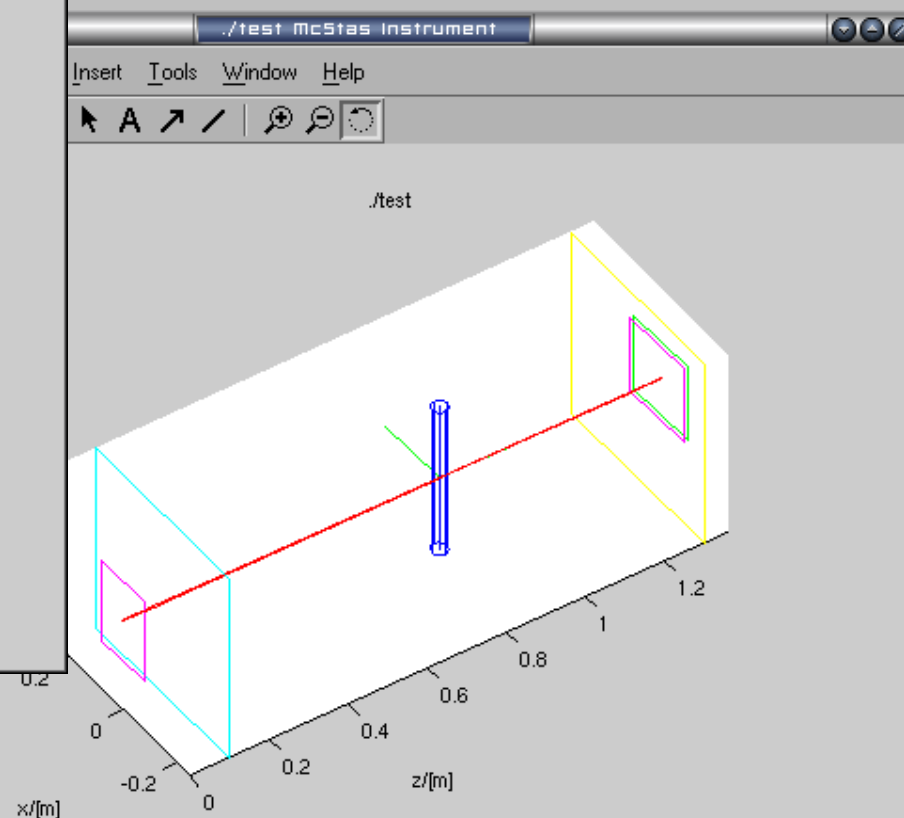 ./test McStas Instrument
Insert Tools Window Help
A
./test
1.2
1
0.8
0.6
0.4
0.2
0
z/[m]
0.2
0
-0.2
x/[m]